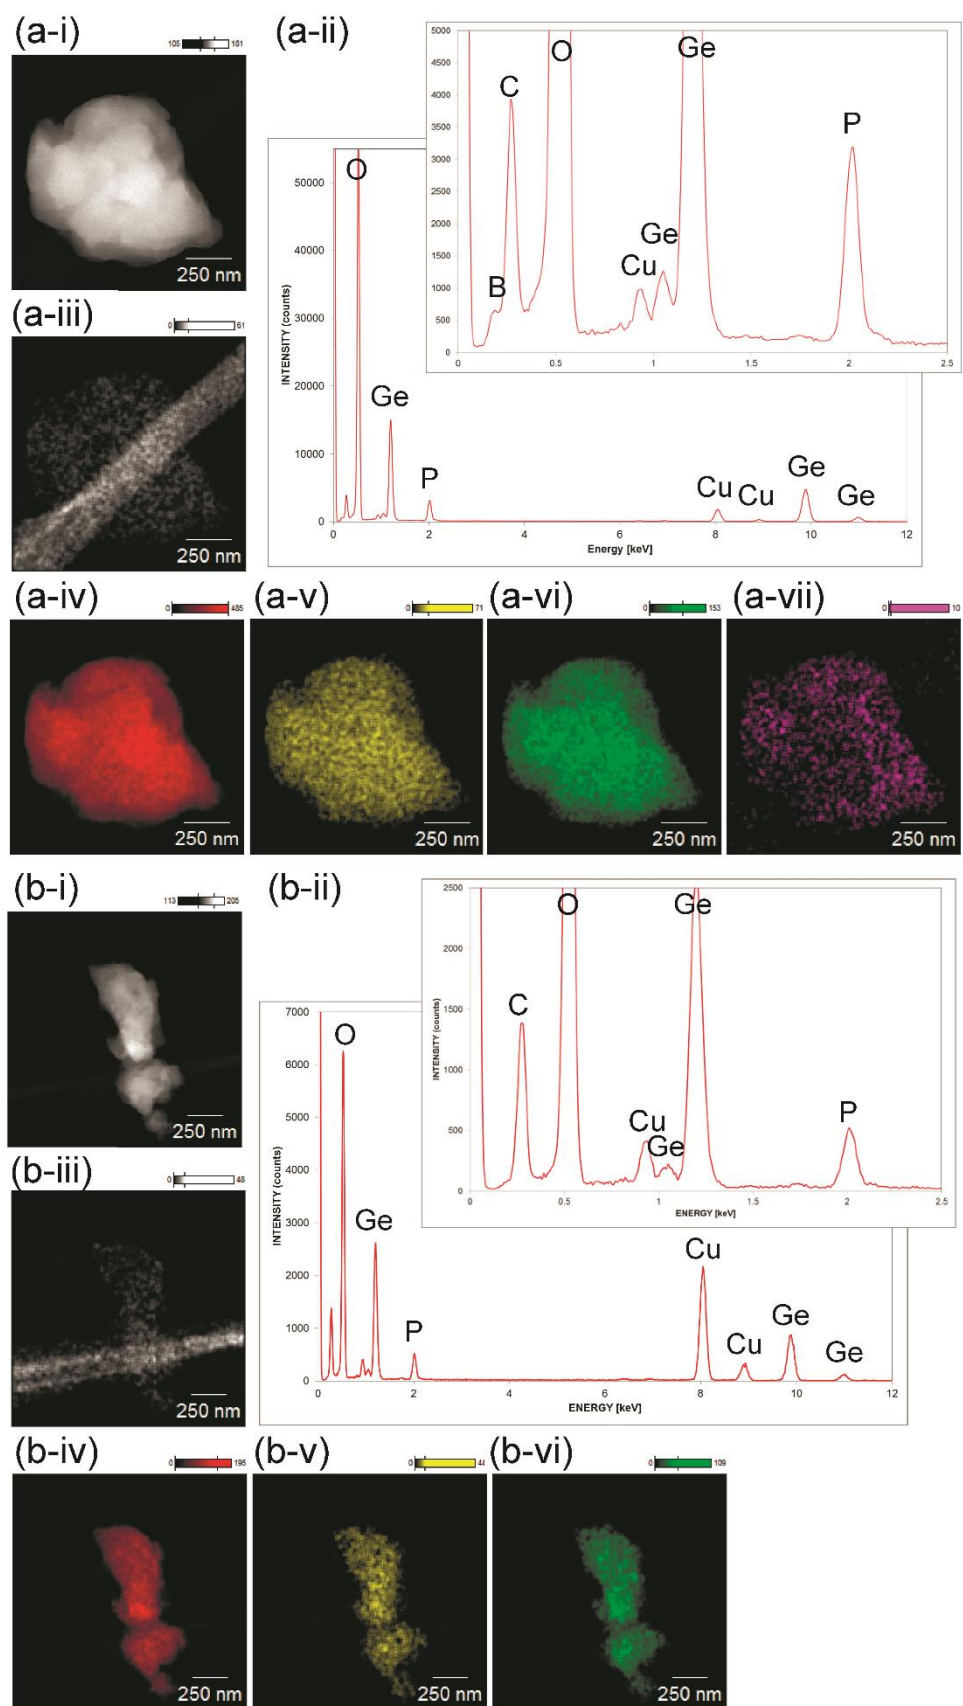 (a-i)
105 181
250 nm
(a-ii)
INTENSITY (counts)
50000
40000
30000
20000
10000
0
0 2 4 6 8 10 12
Energy [keV]
O
Ge
P
Cu
Cu
Ge
Ge
5000
4500
4000
3500
3000
2500
2000
1500
1000
500
0
0 0.5 1 1.5 2 2.5
B
C
O
Cu
Ge
Ge
P
(a-iii)
0 61
250 nm
(a-iv)
0 485
250 nm
(a-v)
0 71
250 nm
(a-vi)
0 153
250 nm
(a-vii)
0 10
250 nm
(b-i)
113 205
250 nm
(b-ii)
INTENSITY (counts)
7000
6000
5000
4000
3000
2000
1000
0
0 2 4 6 8 10 12
ENERGY [keV]
O
Ge
P
Cu
Cu
Ge
Ge
INTENSITY (counts)
2500
2000
1500
1000
500
0
0 0.5 1 1.5 2 2.5
ENERGY [keV]
C
O
Cu
Ge
Ge
P
(b-iii)
0 48
250 nm
(b-iv)
0 195
250 nm
(b-v)
0 44
250 nm
(b-vi)
0 109
250 nm